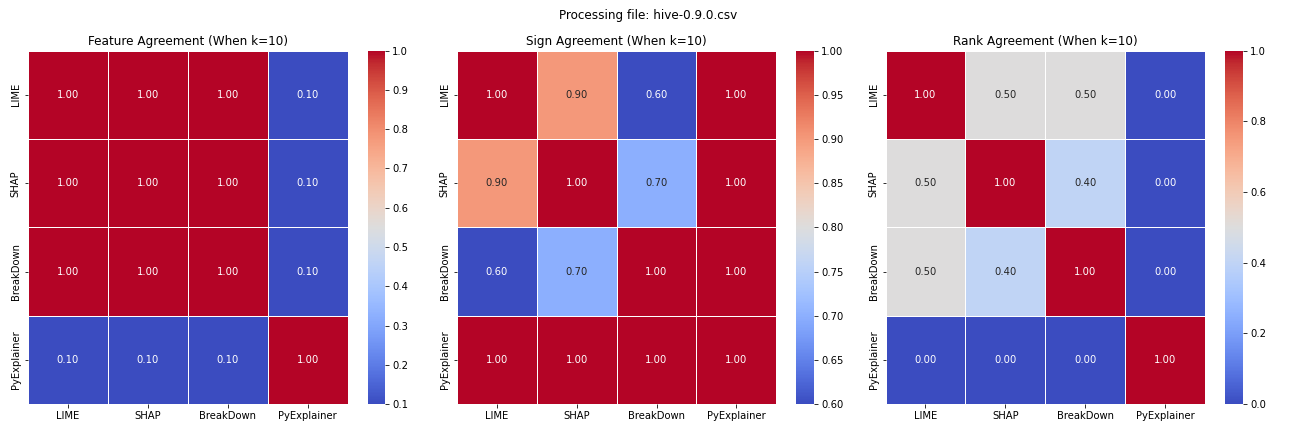 Processing file: hive-0.9.0.csv
Feature Agreement (When k=10)
LIME
SHAP
BreakDown
PyExplainer
1.00 1.00 1.00 0.10
1.00 1.00 1.00 0.10
1.00 1.00 1.00 0.10
0.10 0.10 0.10 1.00
LIME SHAP BreakDown PyExplainer
1.0
0.9
0.8
0.7
0.6
0.5
0.4
0.3
0.2
0.1
Sign Agreement (When k=10)
LIME
SHAP
BreakDown
PyExplainer
1.00 0.90 0.60 1.00
0.90 1.00 0.70 1.00
0.60 0.70 1.00 1.00
1.00 1.00 1.00 1.00
LIME SHAP BreakDown PyExplainer
1.00
0.95
0.90
0.85
0.80
0.75
0.70
0.65
0.60
Rank Agreement (When k=10)
LIME
SHAP
BreakDown
PyExplainer
1.00 0.50 0.50 0.00
0.50 1.00 0.40 0.00
0.50 0.40 1.00 0.00
0.00 0.00 0.00 1.00
LIME SHAP BreakDown PyExplainer
1.0
0.8
0.6
0.4
0.2
0.0